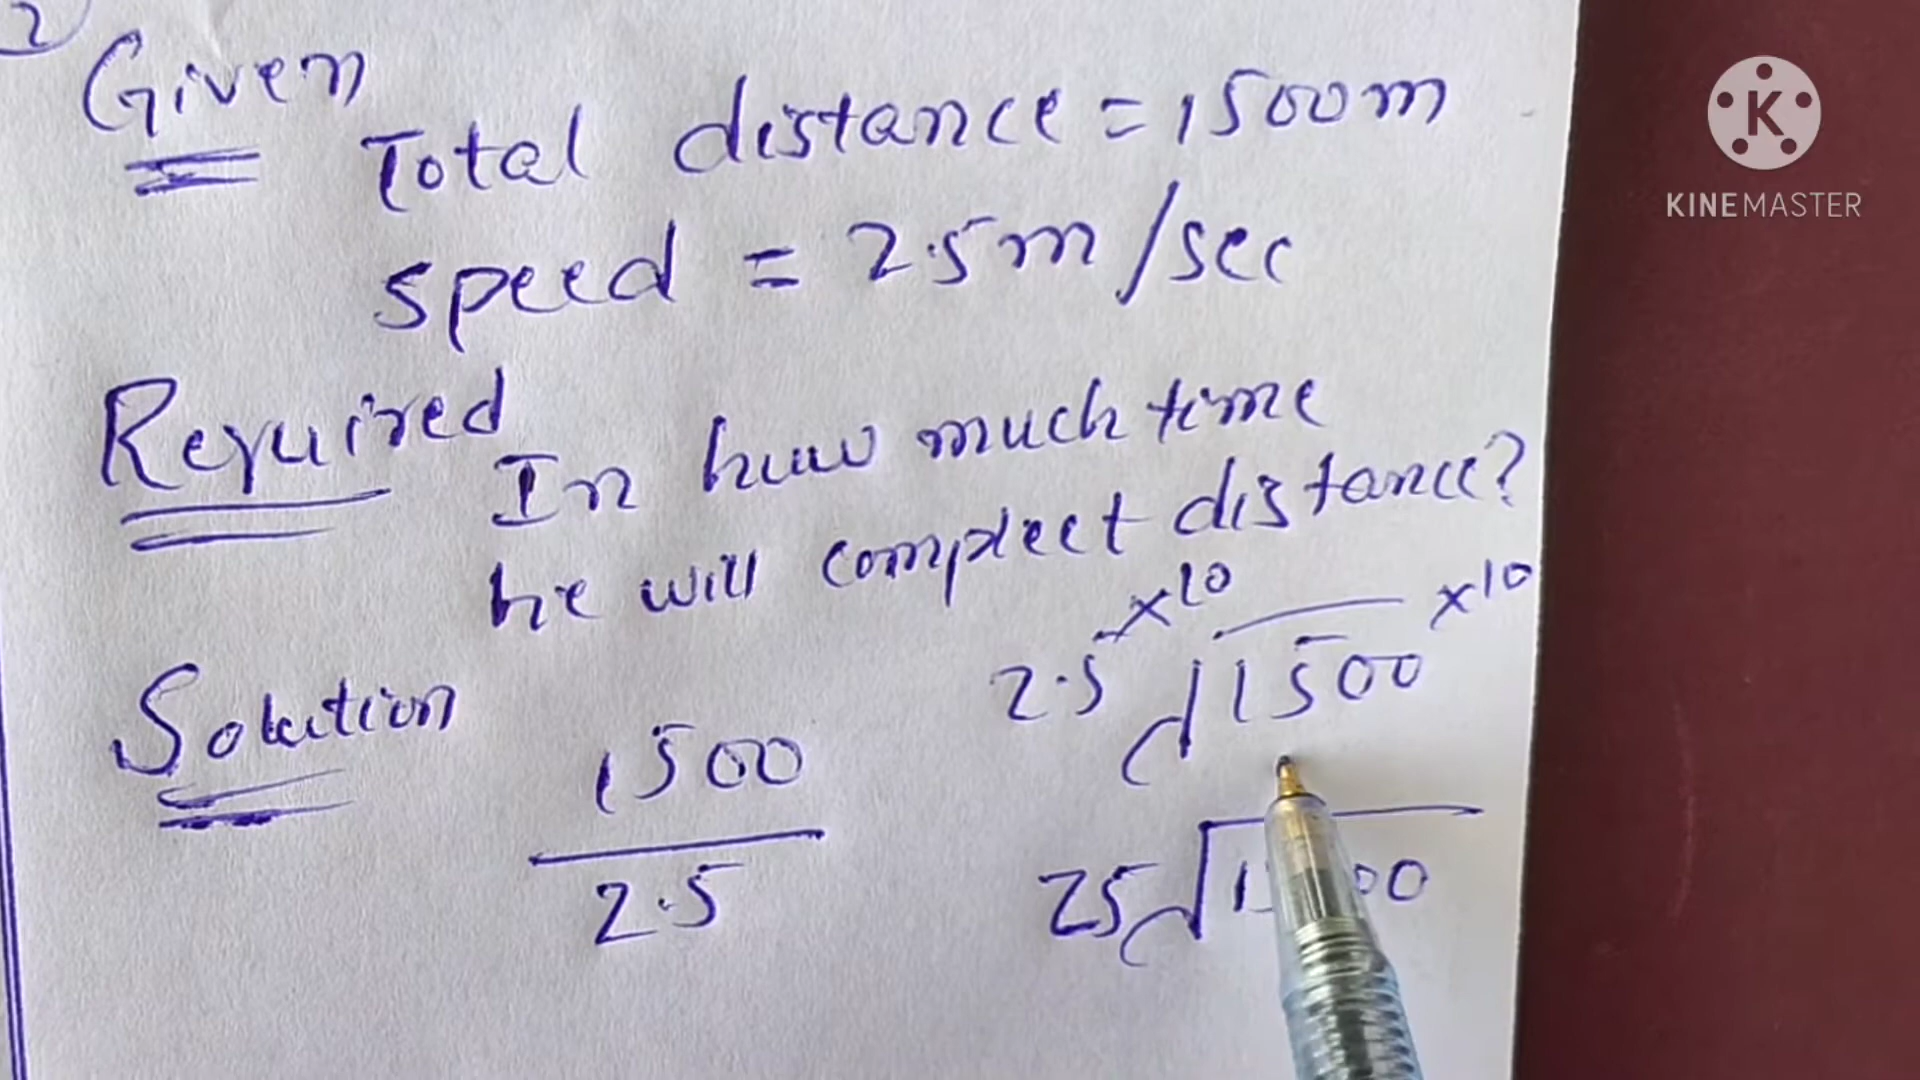 2
Given
Total distance = 1500m
speed = 2.5m/sec
Required
In how much time
he will compleet distance?
Solution
1500
2.5
×10 ×10
2.5 1500
25
KINEMASTER